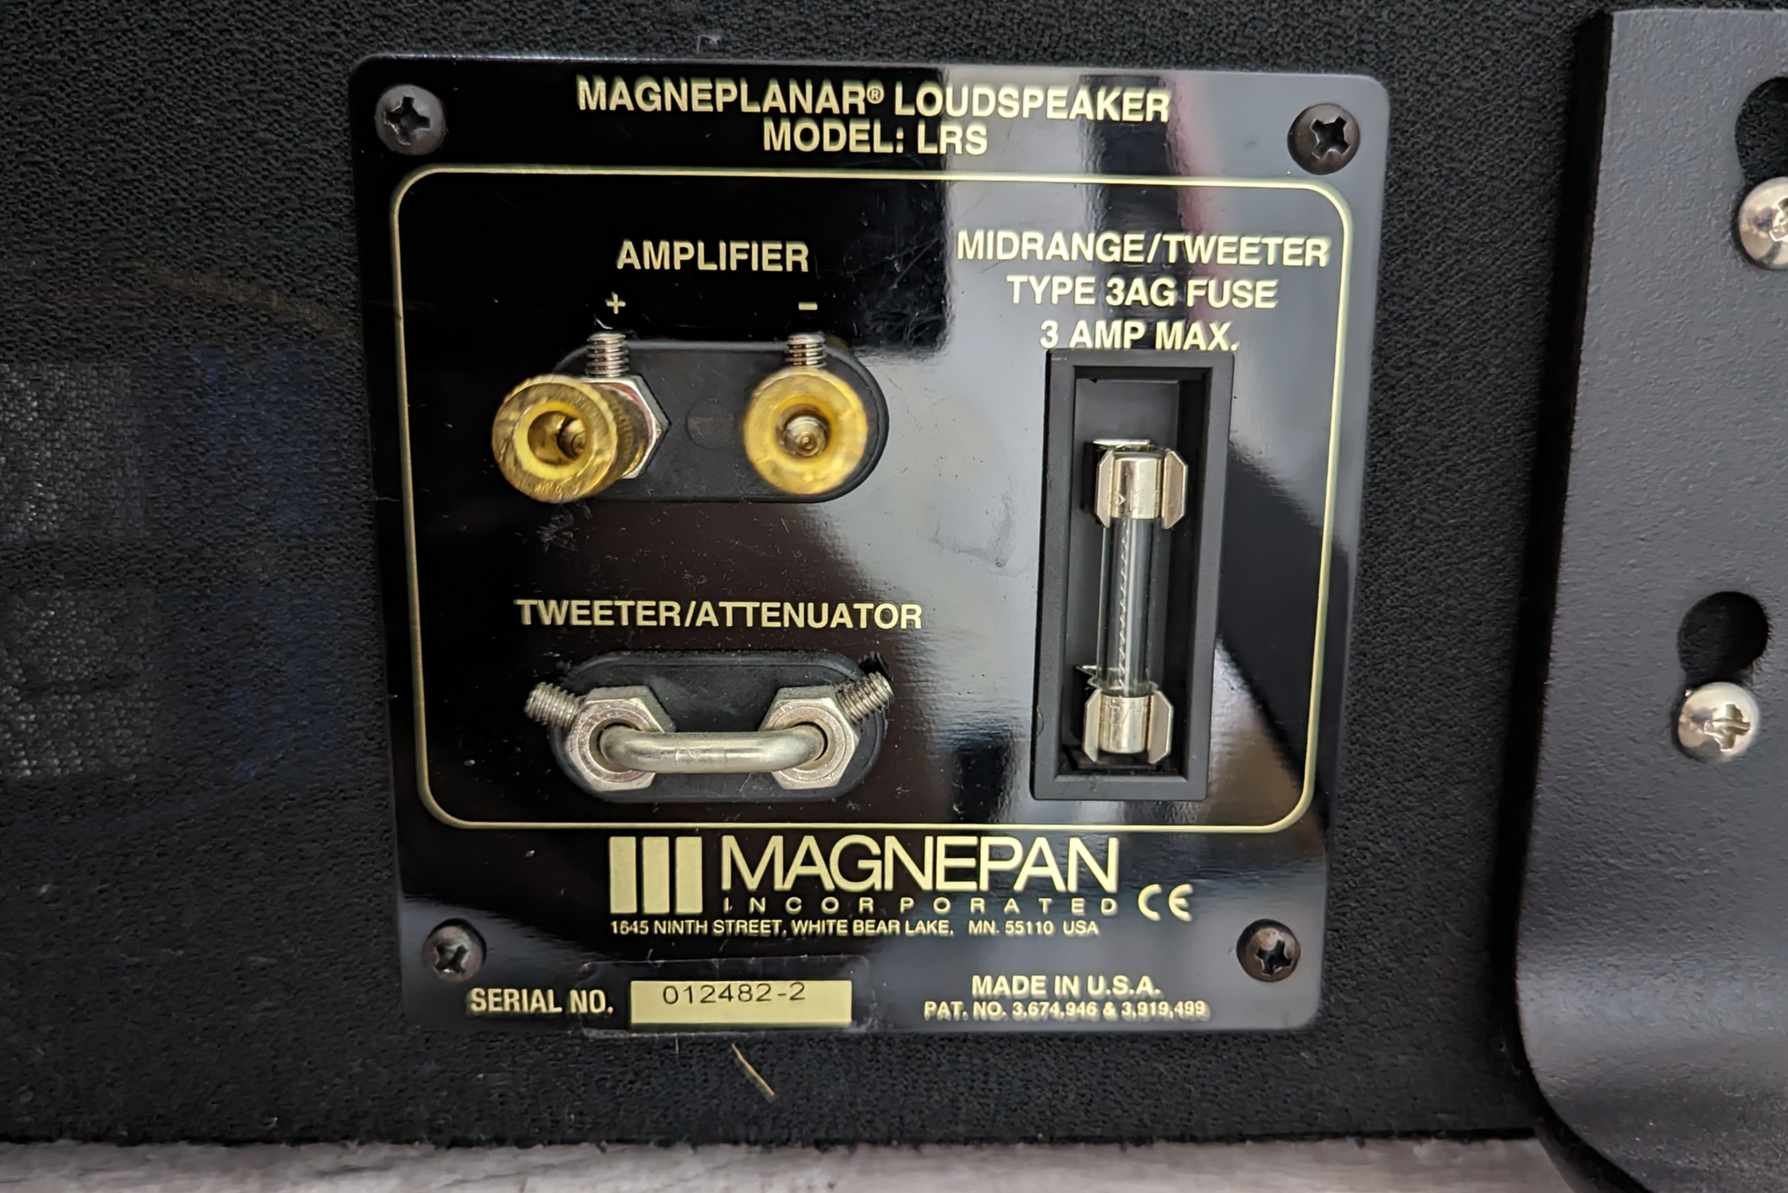 MAGNEPLANAR® LOUDSPEAKER
MODEL: LRS
AMPLIFIER
+ −
MIDRANGE/TWEETER
TYPE 3AG FUSE
3 AMP MAX.
TWEETER/ATTENUATOR
MAGNEPAN
INCORPORATED CE
1645 NINTH STREET, WHITE BEAR LAKE, MN. 55110 USA
SERIAL NO. 012482-2
MADE IN U.S.A.
PAT. NO. 3,674,946 & 3,919,499